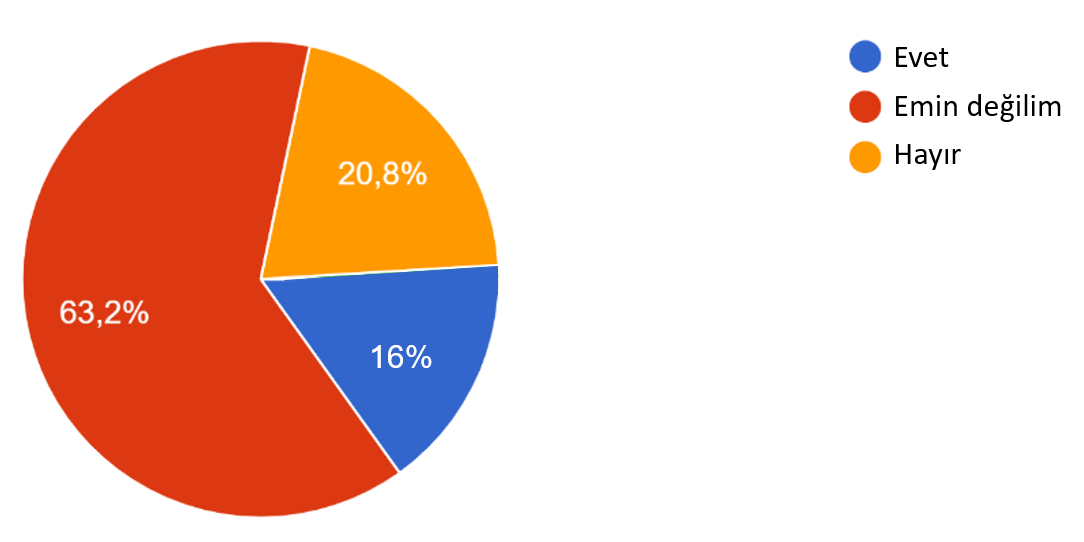 Evet
Emin değilim
Hayır
20,8%
63,2%
16%